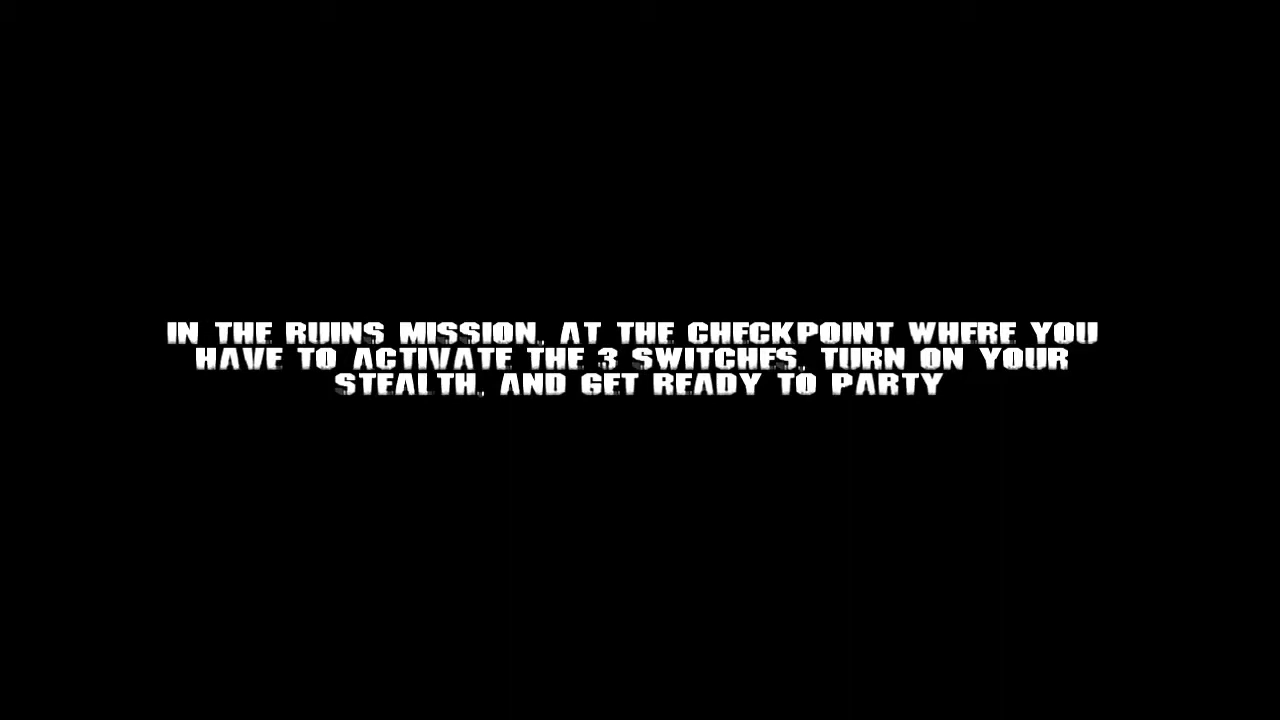 IN THE RUINS MISSION, AT THE CHECKPOINT WHERE YOU
HAVE TO ACTIVATE THE 3 SWITCHES, TURN ON YOUR
STEALTH, AND GET READY TO PARTY